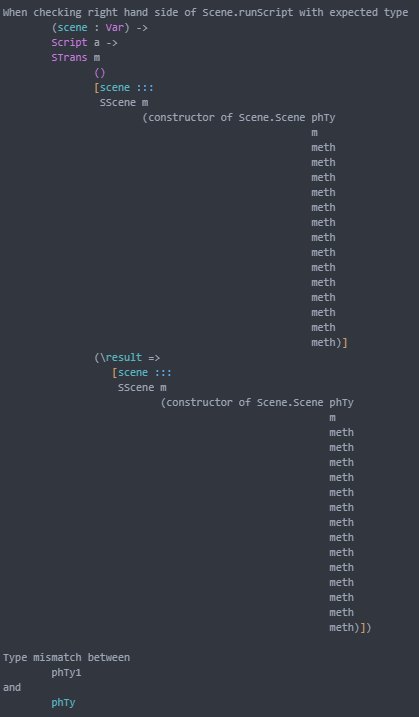 When checking right hand side of Scene.runScript with expected type
        (scene : Var) ->
        Script a ->
        STrans m
               ()
               [scene :::
                SScene m
                       (constructor of Scene.Scene phTy
                                                   m
                                                   meth
                                                   meth
                                                   meth
                                                   meth
                                                   meth
                                                   meth
                                                   meth
                                                   meth
                                                   meth
                                                   meth
                                                   meth
                                                   meth
                                                   meth
                                                   meth)]
               (\result =>
                  [scene :::
                   SScene m
                          (constructor of Scene.Scene phTy
                                                      m
                                                      meth
                                                      meth
                                                      meth
                                                      meth
                                                      meth
                                                      meth
                                                      meth
                                                      meth
                                                      meth
                                                      meth
                                                      meth
                                                      meth
                                                      meth
                                                      meth)])
Type mismatch between
        phTy1
and
        phTy